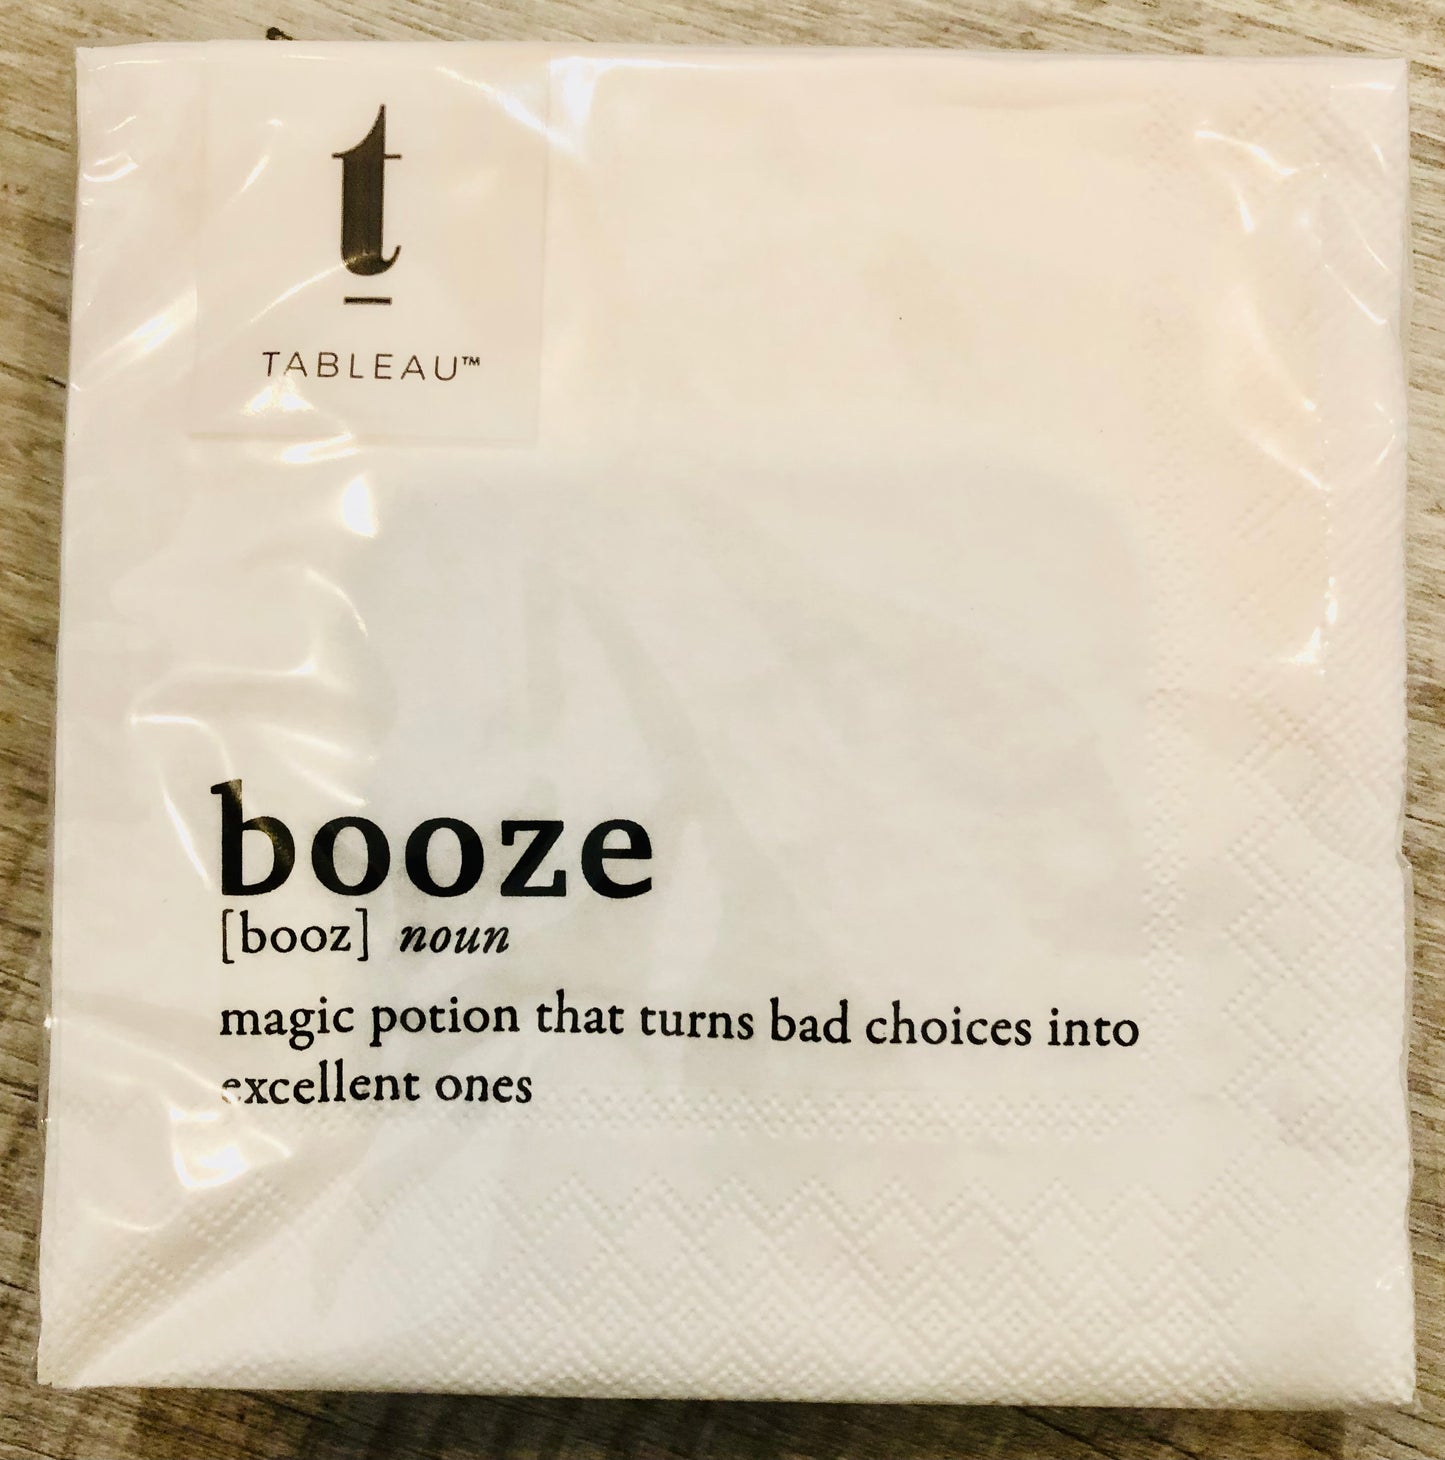 t
TABLEAU™
booze
[booz] noun
magic potion that turns bad choices into
excellent ones